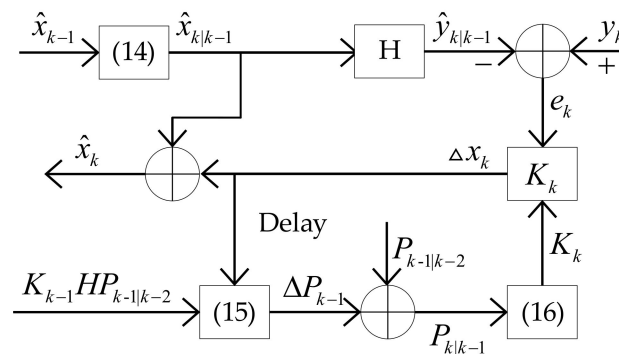 x̂ₖ₋₁ (14) x̂ₖ|ₖ₋₁ H ŷₖ|ₖ₋₁ − + yₖ
eₖ
x̂ₖ △xₖ Kₖ
Delay
Pₖ₋₁|ₖ₋₂ Kₖ
Kₖ₋₁HPₖ₋₁|ₖ₋₂ (15) ΔPₖ₋₁ (16)
Pₖ|ₖ₋₁